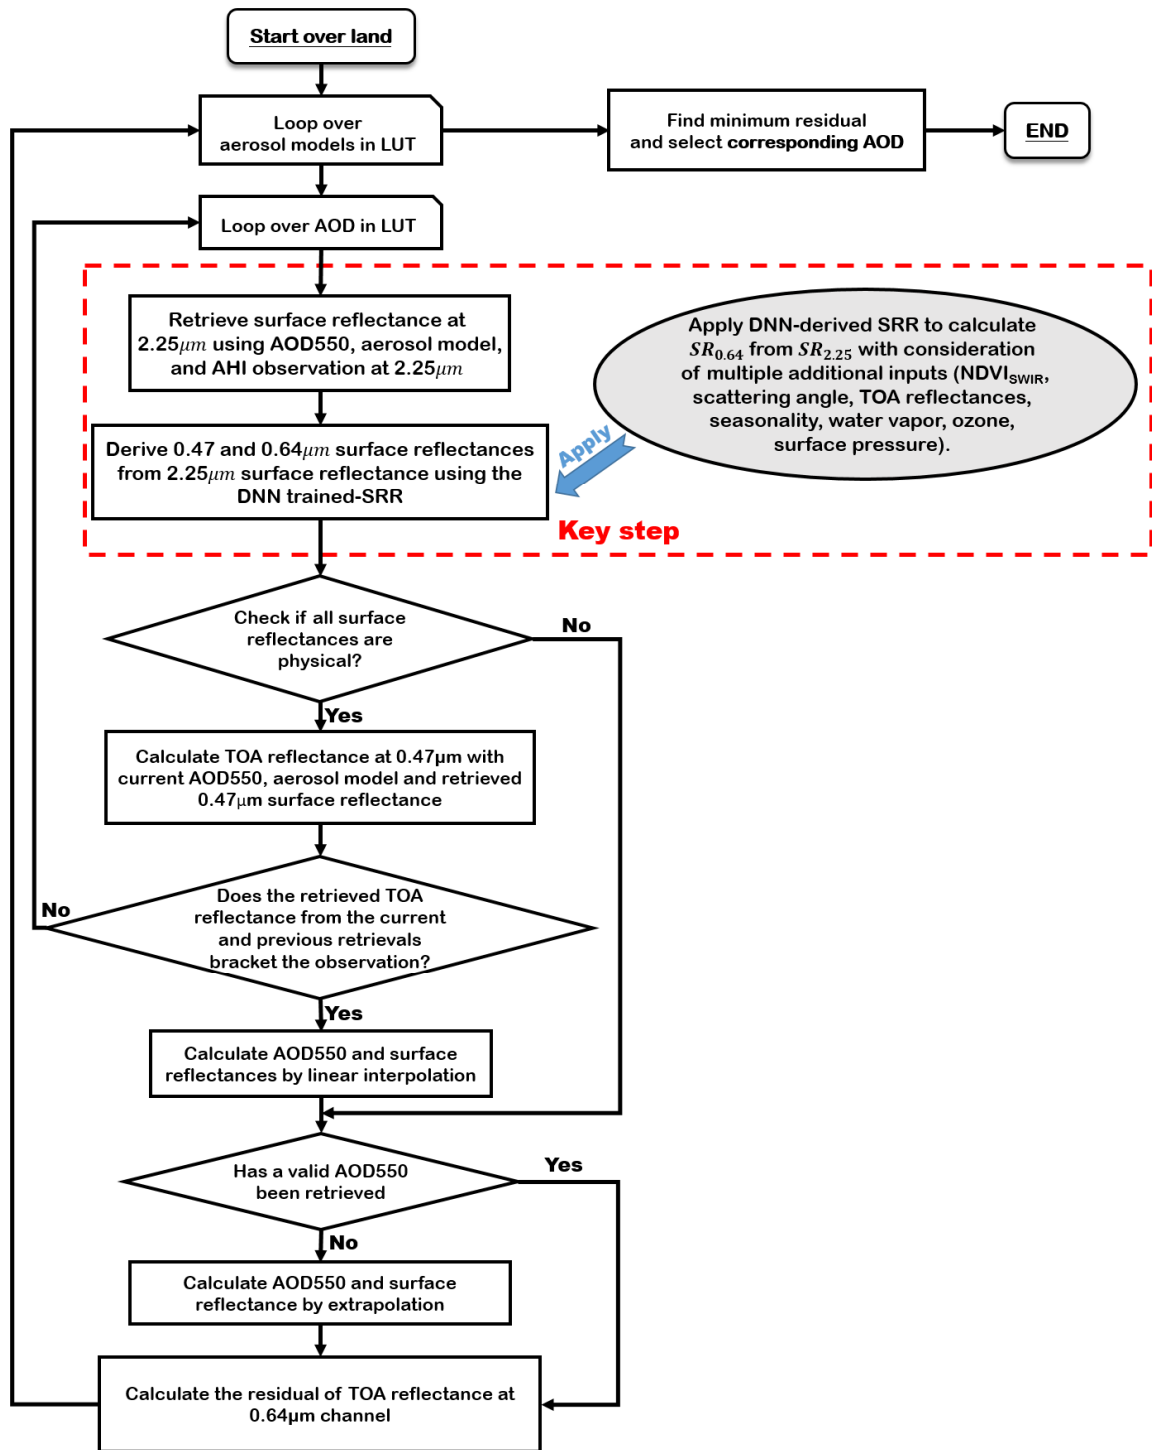 Start over land
Loop over
aerosol models in LUT
Find minimum residual
and select corresponding AOD
END
Loop over AOD in LUT
Retrieve surface reflectance at
2.25μm using AOD550, aerosol model,
and AHI observation at 2.25μm
Apply DNN-derived SRR to calculate
SR0.64 from SR2.25 with consideration
of multiple additional inputs (NDVISWIR,
scattering angle, TOA reflectances,
seasonality, water vapor, ozone,
surface pressure).
Apply
Derive 0.47 and 0.64μm surface reflectances
from 2.25μm surface reflectance using the
DNN trained-SRR
Key step
Check if all surface
reflectances are
physical?
No
Yes
Calculate TOA reflectance at 0.47μm with
current AOD550, aerosol model and retrieved
0.47μm surface reflectance
Does the retrieved TOA
reflectance from the current
and previous retrievals
bracket the observation?
No
Yes
Calculate AOD550 and surface
reflectances by linear interpolation
Has a valid AOD550
been retrieved
Yes
No
Calculate AOD550 and surface
reflectance by extrapolation
Calculate the residual of TOA reflectance at
0.64μm channel